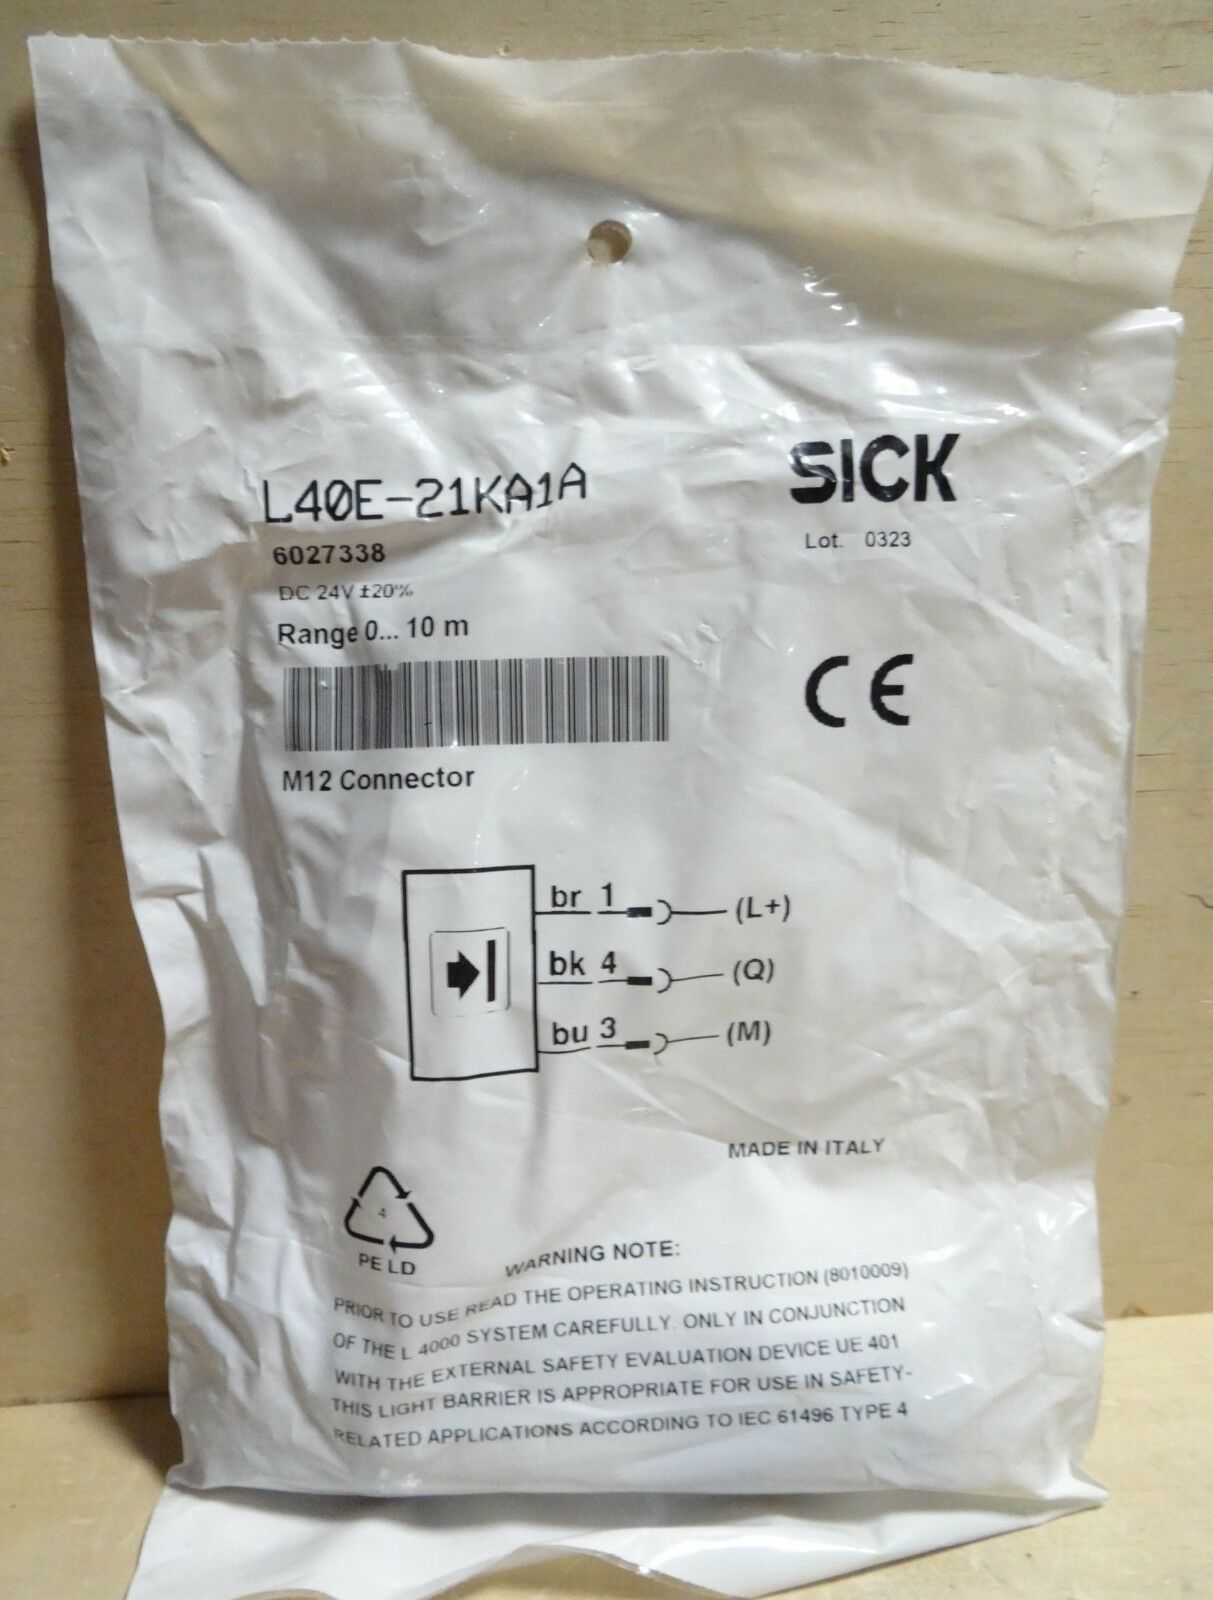 L40E-21KA1A
SICK
6027338
Lot. 0323
DC 24V ±20%
Range 0... 10 m
CE
M12 Connector
br 1 (L+)
bk 4 (Q)
bu 3 (M)
MADE IN ITALY
4
PE LD
WARNING NOTE:
PRIOR TO USE READ THE OPERATING INSTRUCTION (8010009)
OF THE L 4000 SYSTEM CAREFULLY. ONLY IN CONJUNCTION
WITH THE EXTERNAL SAFETY EVALUATION DEVICE UE 401
THIS LIGHT BARRIER IS APPROPRIATE FOR USE IN SAFETY-
RELATED APPLICATIONS ACCORDING TO IEC 61496 TYPE 4